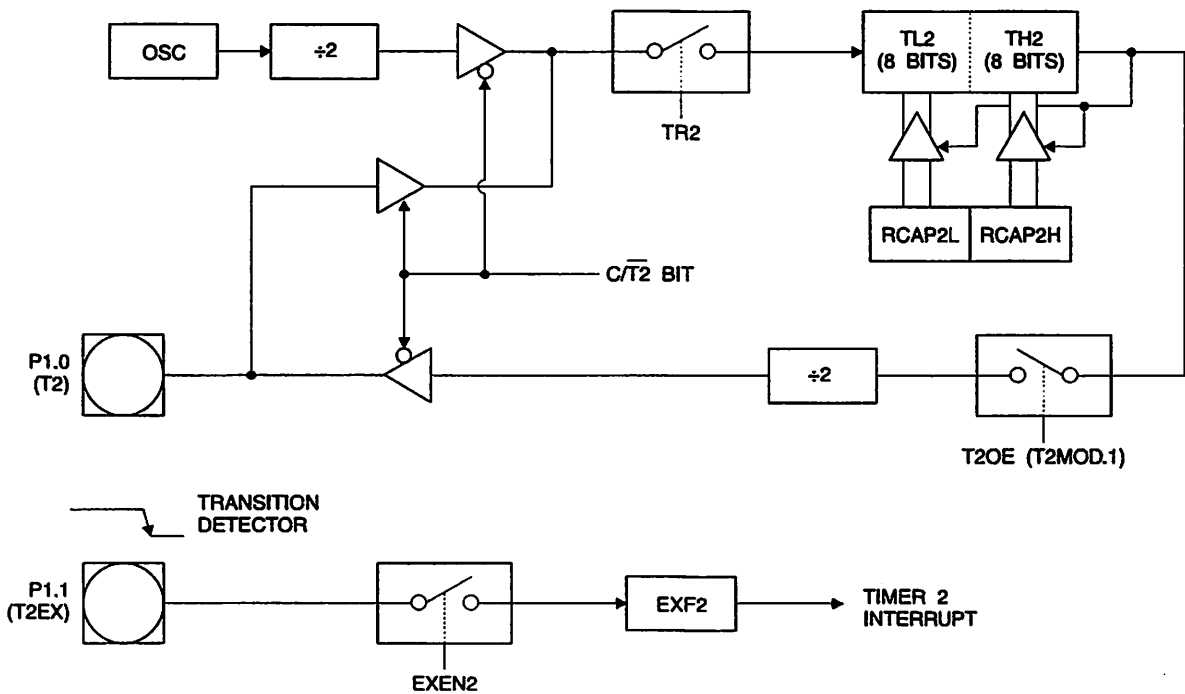 OSC
÷2
TL2
(8 BITS)
TH2
(8 BITS)
TR2
RCAP2L
RCAP2H
C/T̅2̅ BIT
P1.0
(T2)
÷2
T2OE (T2MOD.1)
TRANSITION
DETECTOR
P1.1
(T2EX)
EXF2
TIMER 2
INTERRUPT
EXEN2